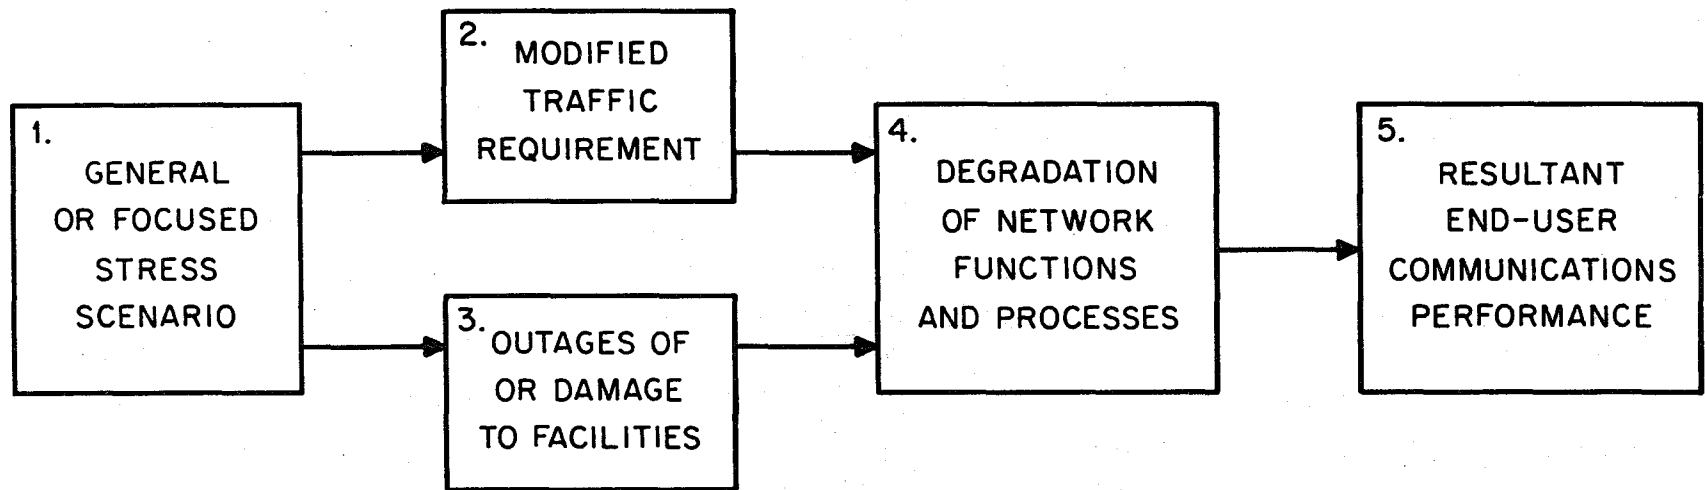 1.
GENERAL
OR FOCUSED
STRESS
SCENARIO
2.
MODIFIED
TRAFFIC
REQUIREMENT
3.
OUTAGES OF
OR DAMAGE
TO FACILITIES
4.
DEGRADATION
OF NETWORK
FUNCTIONS
AND PROCESSES
5.
RESULTANT
END-USER
COMMUNICATIONS
PERFORMANCE